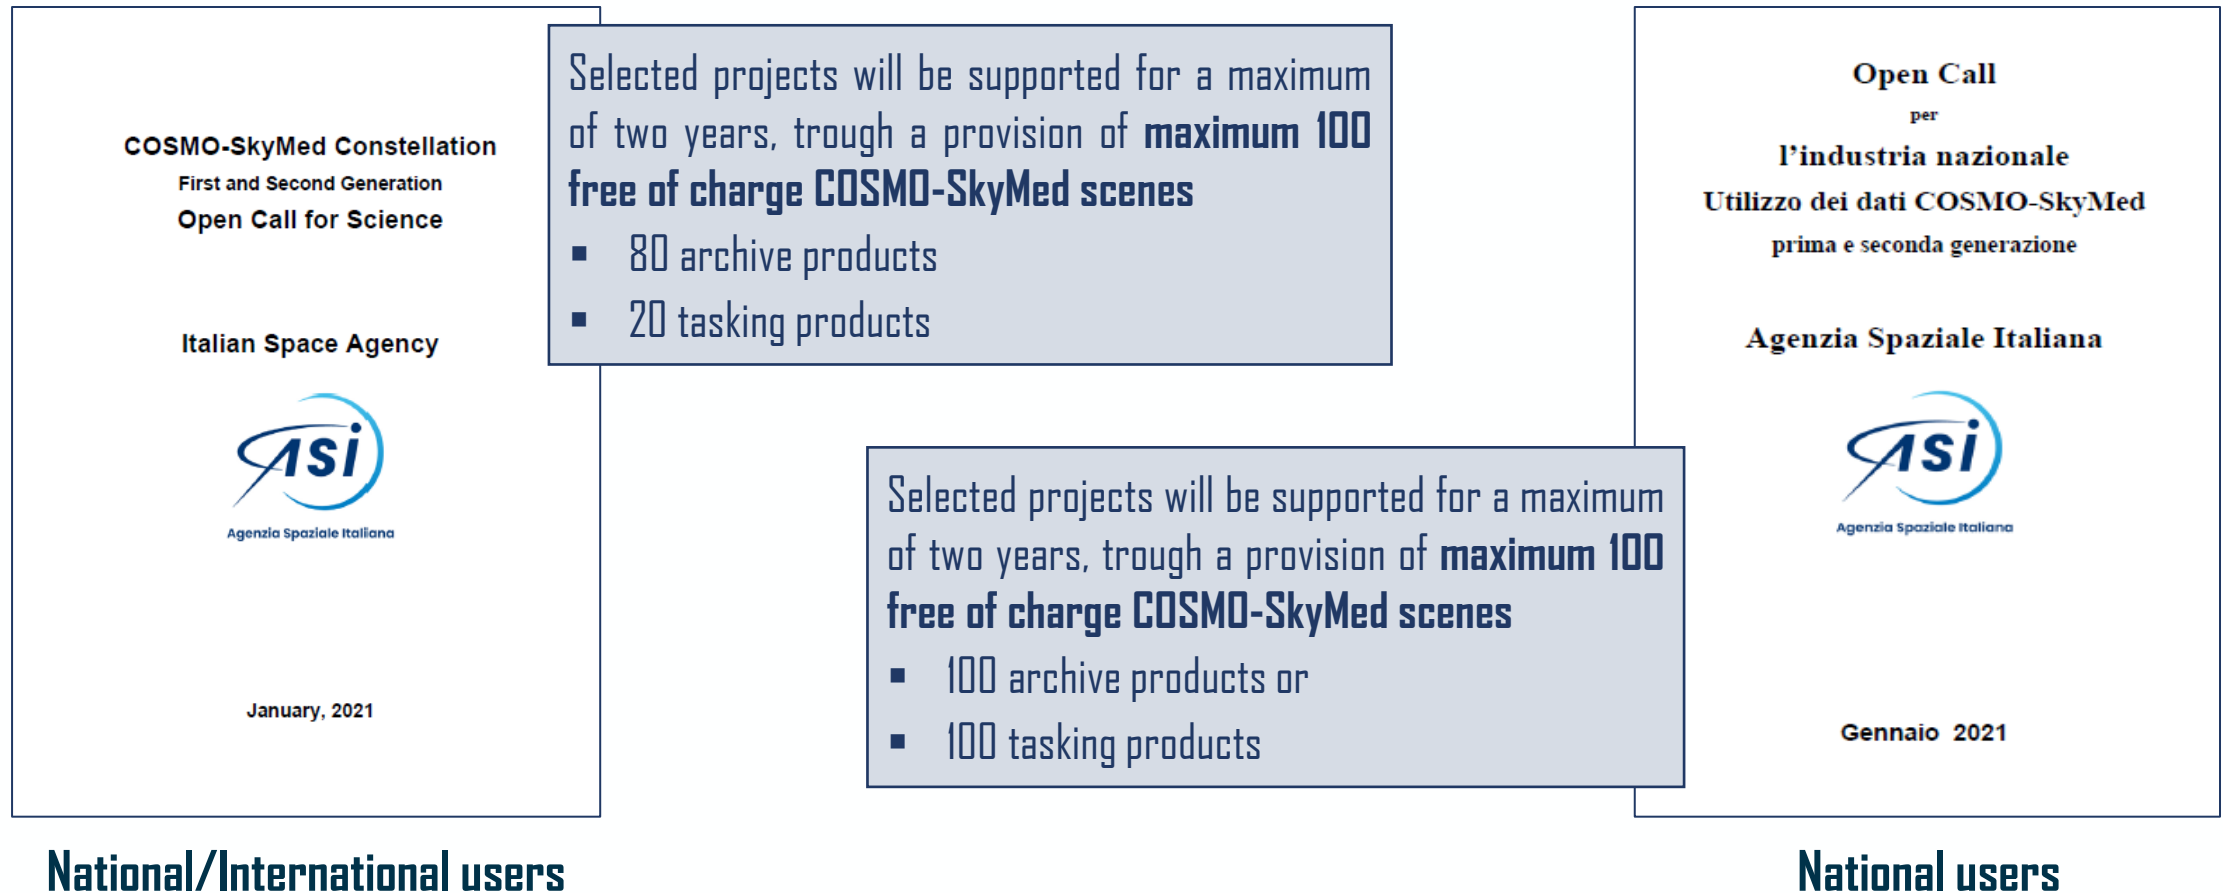 COSMO-SkyMed Constellation
First and Second Generation
Open Call for Science
Italian Space Agency
asi
Agenzia Spaziale Italiana
January, 2021
National/International users
Selected projects will be supported for a maximum
of two years, trough a provision of maximum 100
free of charge COSMO-SkyMed scenes
▪ 80 archive products
▪ 20 tasking products
Selected projects will be supported for a maximum
of two years, trough a provision of maximum 100
free of charge COSMO-SkyMed scenes
▪ 100 archive products or
▪ 100 tasking products
Open Call
per
l’industria nazionale
Utilizzo dei dati COSMO-SkyMed
prima e seconda generazione
Agenzia Spaziale Italiana
asi
Agenzia Spaziale Italiana
Gennaio 2021
National users